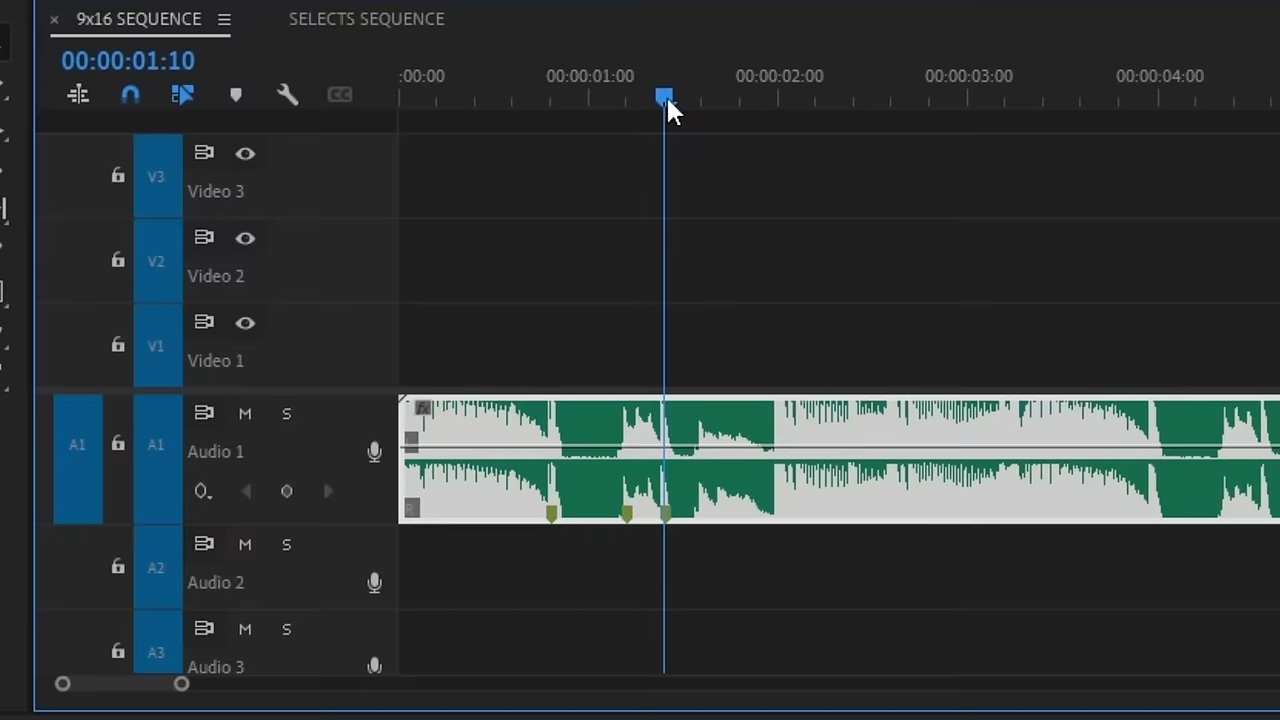 × 9x16 SEQUENCE ☰ SELECTS SEQUENCE
00:00:01:10
:00:00 00:00:01:00 00:00:02:00 00:00:03:00 00:00:04:00
CC
V3
Video 3
V2
Video 2
V1
Video 1
M S
fx
A1 A1 Audio 1
R
M S
A2
Audio 2
M S
A3
Audio 3